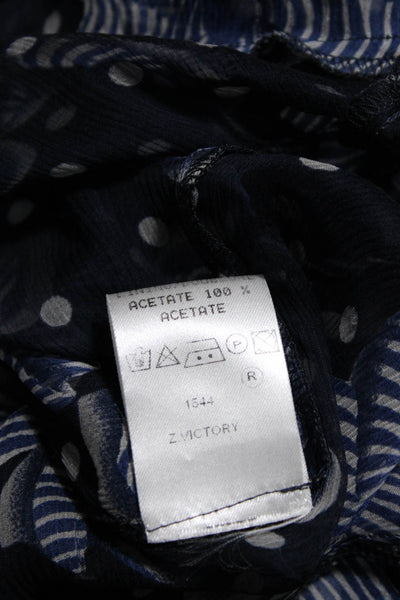 ACETATE 100 %
ACETATE
P
R
1544
Z.VICTORY